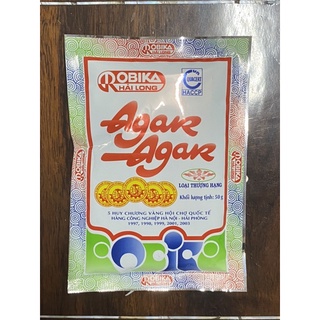 ROBIKA
HẢI LONG
HACCP
Agar
Agar
LOẠI THƯỢNG HẠNG
Khối lượng tịnh: 50 g
5 HUY CHƯƠNG VÀNG HỘI CHỢ QUỐC TẾ
HÀNG CÔNG NGHIỆP HÀ NỘI - HẢI PHÒNG
1997, 1998, 1999, 2001, 2003